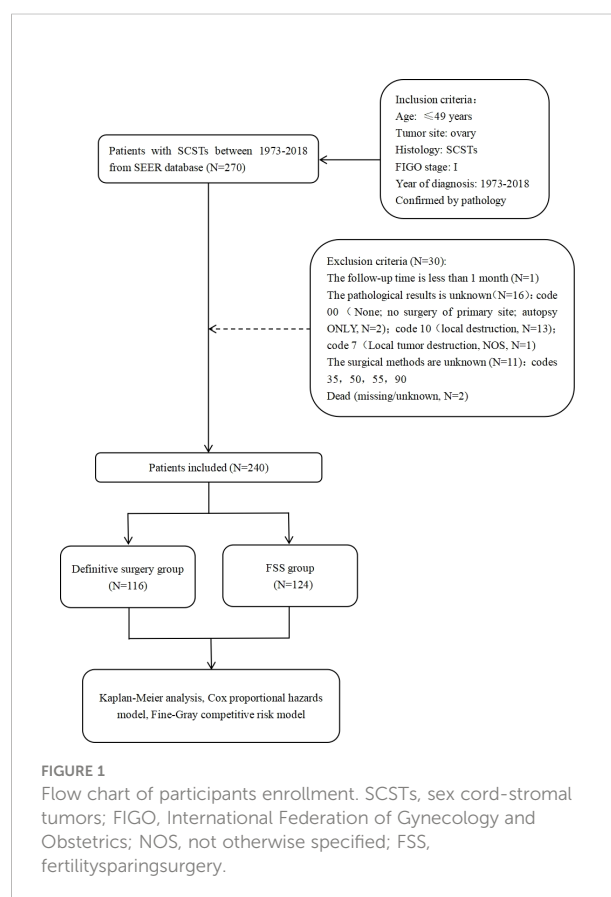 Inclusion criteria：
Age: ≤49 years
Tumor site: ovary
Histology: SCSTs
FIGO stage: I
Year of diagnosis: 1973-2018
Confirmed by pathology
Patients with SCSTs between 1973-2018
from SEER database (N=270)
Exclusion criteria (N=30):
The follow-up time is less than 1 month (N=1)
The pathological results is unknown(N=16)：code
00（None; no surgery of primary site; autopsy
ONLY, N=2)；code 10（local destruction, N=13)；
code 7（Local tumor destruction, NOS, N=1）
The surgical methods are unknown (N=11)：codes
35，50，55，90
Dead (missing/unknown, N=2)
Patients included (N=240)
Definitive surgery group
(N=116)
FSS group
(N=124)
Kaplan-Meier analysis, Cox proportional hazards
model, Fine-Gray competitive risk model
FIGURE 1
Flow chart of participants enrollment. SCSTs, sex cord-stromal
tumors; FIGO, International Federation of Gynecology and
Obstetrics; NOS, not otherwise specified; FSS,
fertilitysparingsurgery.